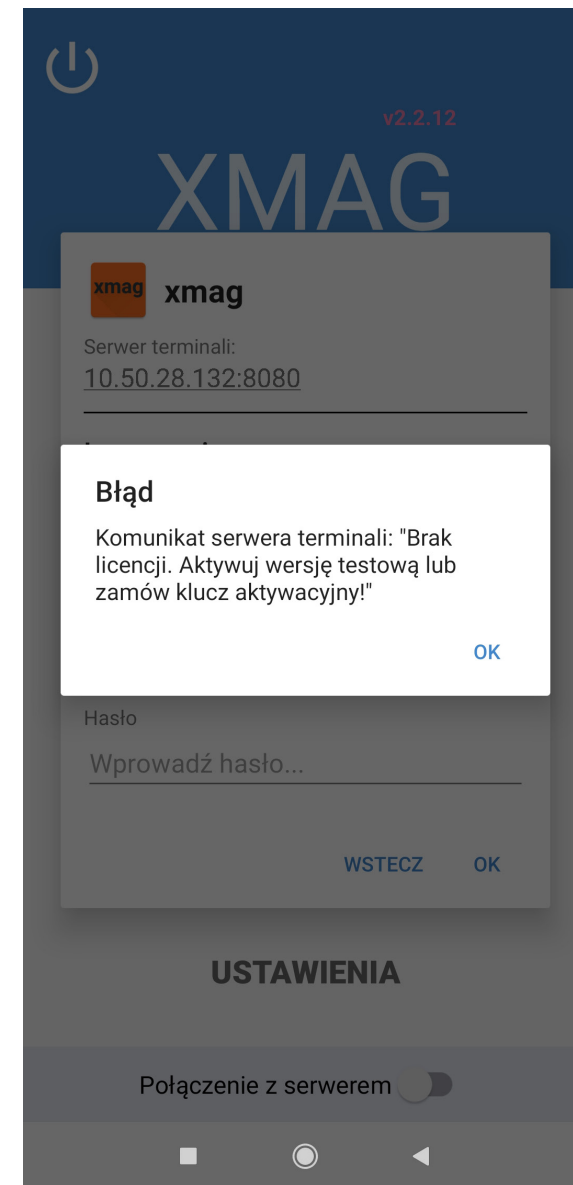 v2.2.12
XMAG
xmag xmag
Serwer terminali:
10.50.28.132:8080
Błąd
Komunikat serwera terminali: "Brak
licencji. Aktywuj wersję testową lub
zamów klucz aktywacyjny!"
OK
Hasło
Wprowadź hasło...
WSTECZ OK
USTAWIENIA
Połączenie z serwerem